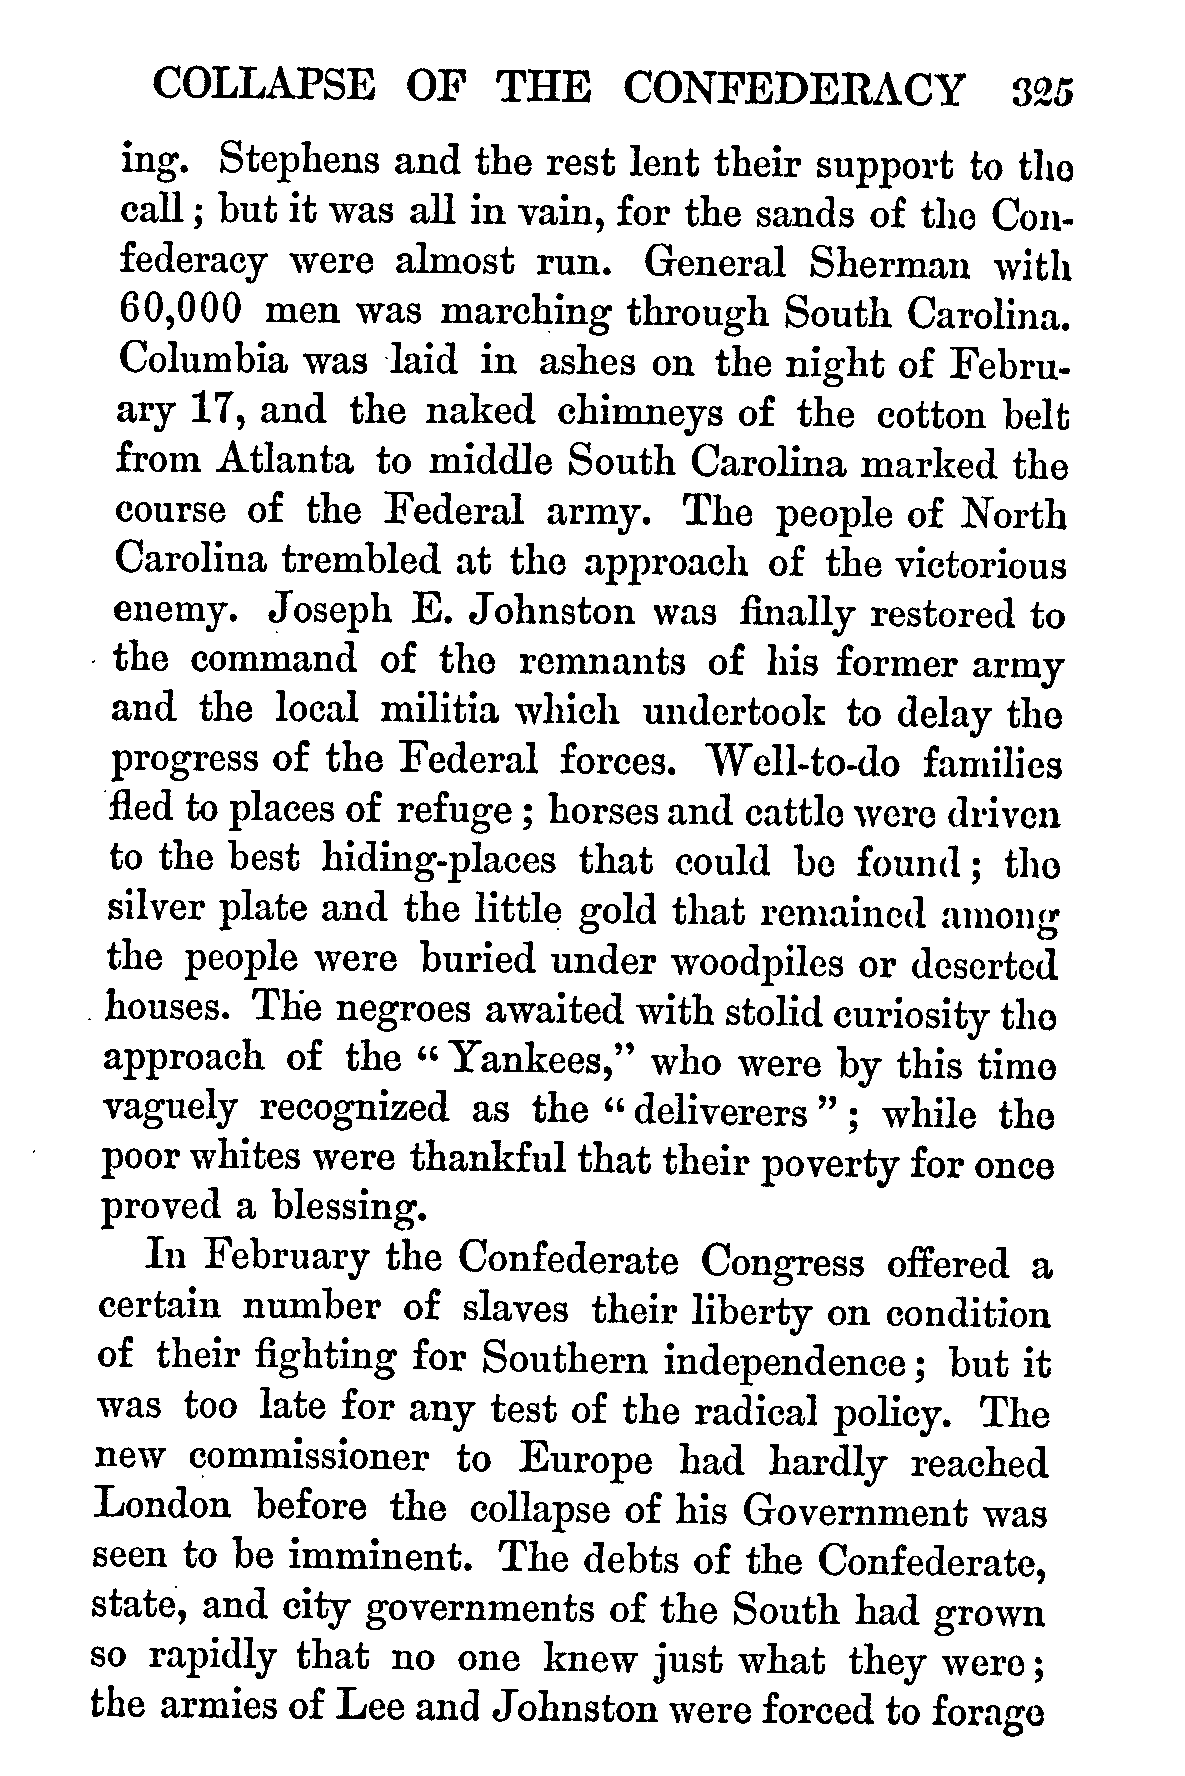 COLLAPSE OF THE CONFEDERACY 325
ing. Stephens and the rest lent their support to the
call; but it was all in vain, for the sands of the Con-
federacy were almost run. General Sherman with
60,000 men was marching through South Carolina.
Columbia was laid in ashes on the night of Febru-
ary 17, and the naked chimneys of the cotton belt
from Atlanta to middle South Carolina marked the
course of the Federal army. The people of North
Carolina trembled at the approach of the victorious
enemy. Joseph E. Johnston was finally restored to
the command of the remnants of his former army
and the local militia which undertook to delay the
progress of the Federal forces. Well-to-do families
fled to places of refuge; horses and cattle were driven
to the best hiding-places that could be found; the
silver plate and the little gold that remained among
the people were buried under woodpiles or deserted
houses. The negroes awaited with stolid curiosity the
approach of the "Yankees," who were by this time
vaguely recognized as the "deliverers"; while the
poor whites were thankful that their poverty for once
proved a blessing.
In February the Confederate Congress offered a
certain number of slaves their liberty on condition
of their fighting for Southern independence; but it
was too late for any test of the radical policy. The
new commissioner to Europe had hardly reached
London before the collapse of his Government was
seen to be imminent. The debts of the Confederate,
state, and city governments of the South had grown
so rapidly that no one knew just what they were;
the armies of Lee and Johnston were forced to forage